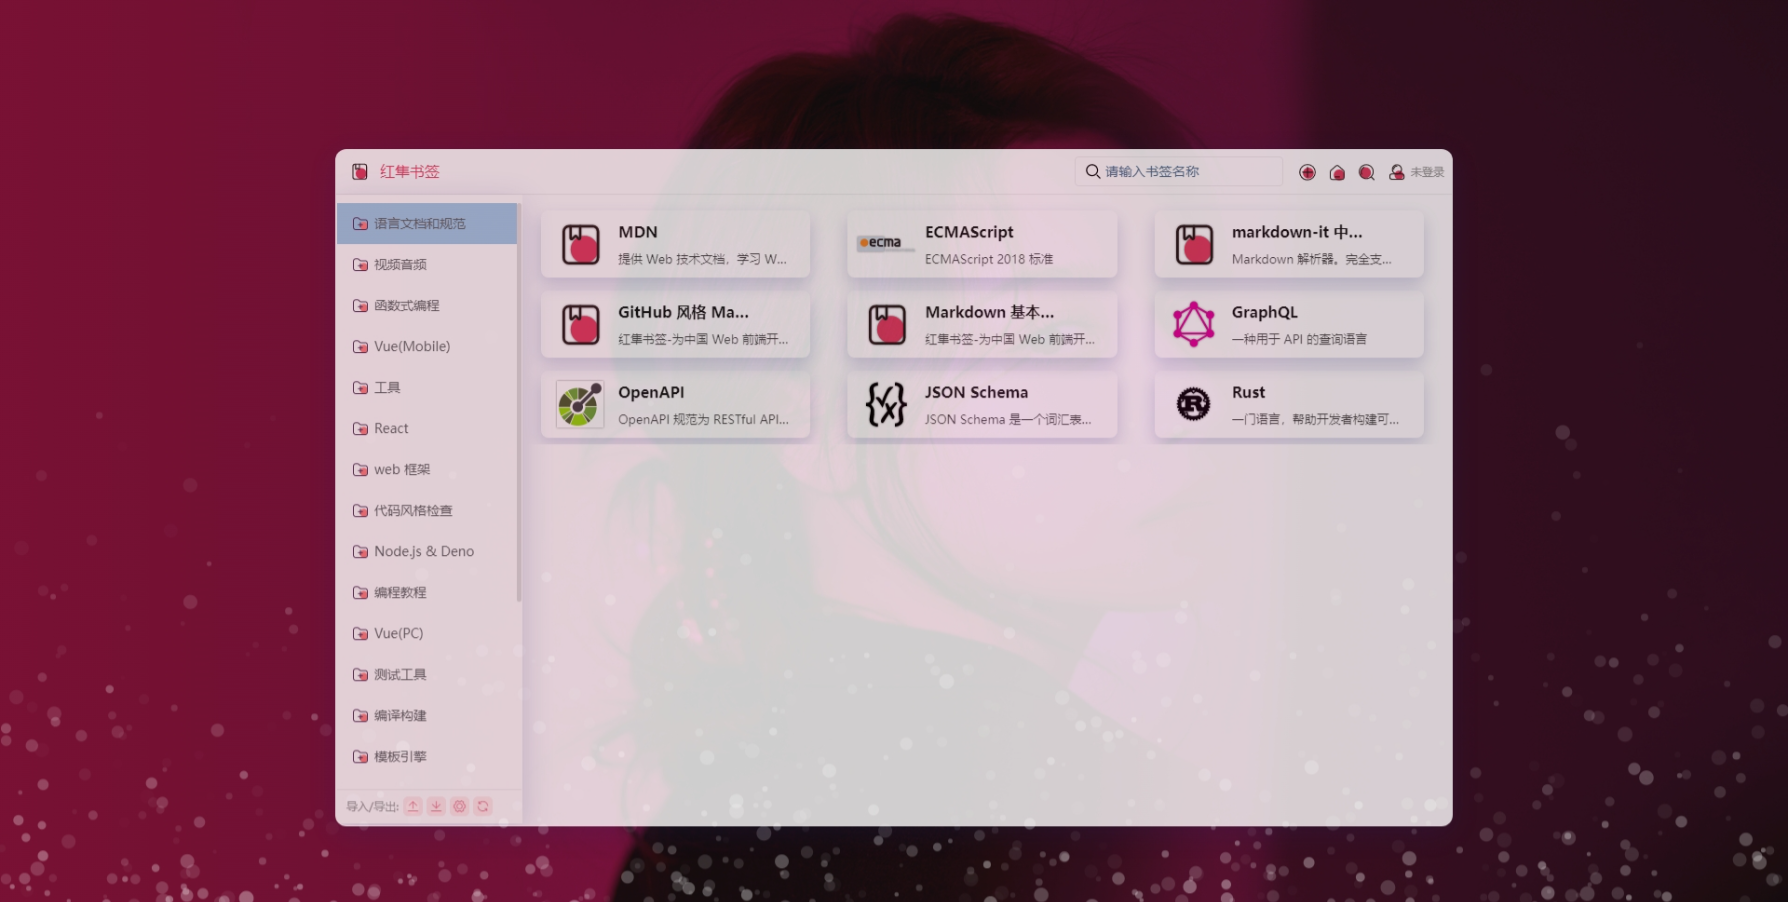 红隼书签
请输入书签名称
未登录
语言文档和规范
视频音频
函数式编程
Vue(Mobile)
工具
React
web 框架
代码风格检查
Node.js & Deno
编程教程
Vue(PC)
测试工具
编译构建
模板引擎
导入/导出:
MDN
提供 Web 技术文档，学习 W...
ecma
ECMAScript
ECMAScript 2018 标准
markdown-it 中...
Markdown 解析器。完全支...
GitHub 风格 Ma...
红隼书签-为中国 Web 前端开...
Markdown 基本...
红隼书签-为中国 Web 前端开...
GraphQL
一种用于 API 的查询语言
OpenAPI
OpenAPI 规范为 RESTful API...
JSON Schema
JSON Schema 是一个词汇表...
Rust
一门语言，帮助开发者构建可...